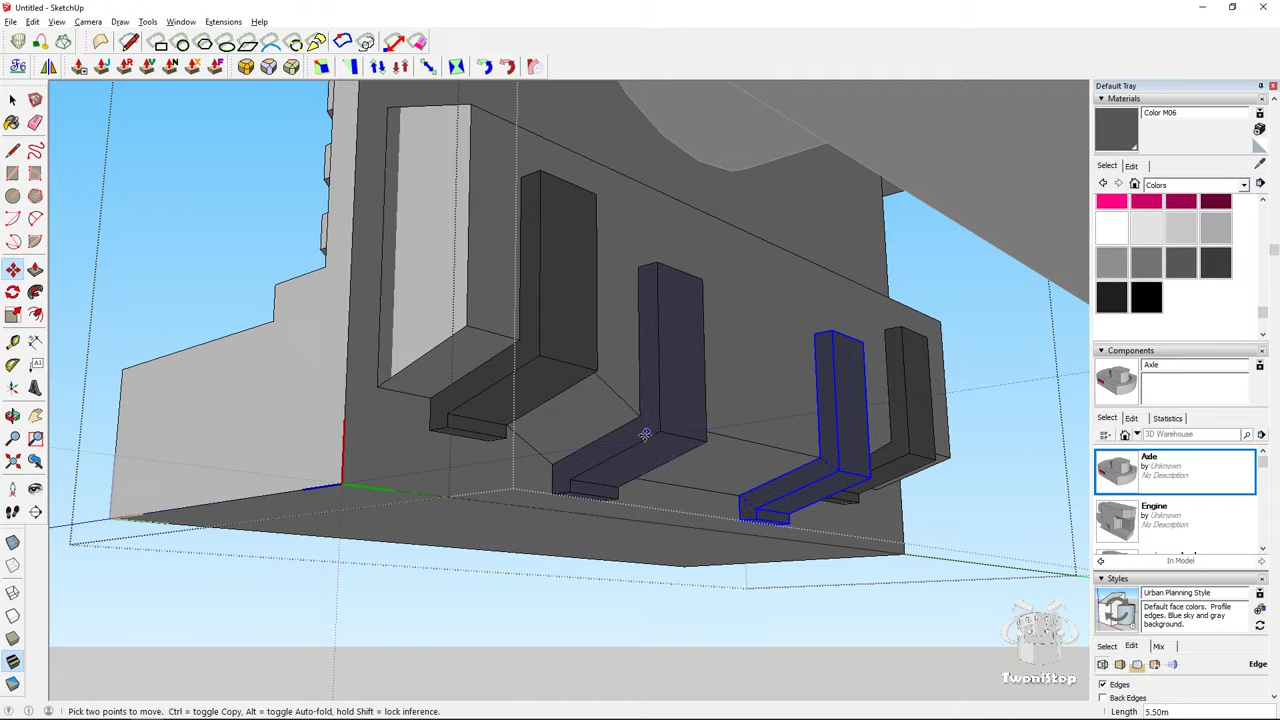 Untitled - SketchUp
File Edit View Camera Draw Tools Window Extensions Help
Default Tray
Materials
Color M06
Select Edit
Colors
Components
Axle
Select Edit Statistics
3D Warehouse
Axle
by Unknown
No Description
Engine
by Unknown
No Description
In Model
Styles
Urban Planning Style
Default face colors. Profile
edges. Blue sky and gray
background.
Select Edit Mix
Edge
Edges
Back Edges
TwoniStop
Pick two points to move. Ctrl = toggle Copy, Alt = toggle Auto-fold, hold Shift = lock inference.
Length 5.50m